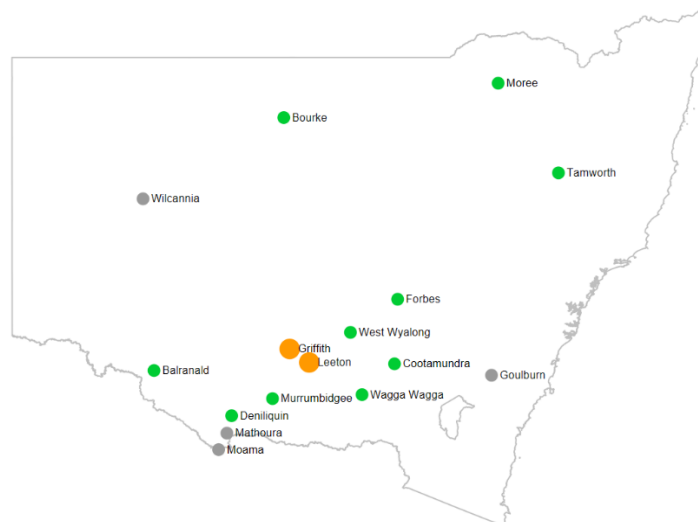 Moree
Bourke
Tamworth
Wilcannia
Forbes
West Wyalong
Griffith
Leeton
Cootamundra
Balranald
Goulburn
Murrumbidgee
Wagga Wagga
Deniliquin
Mathoura
Moama